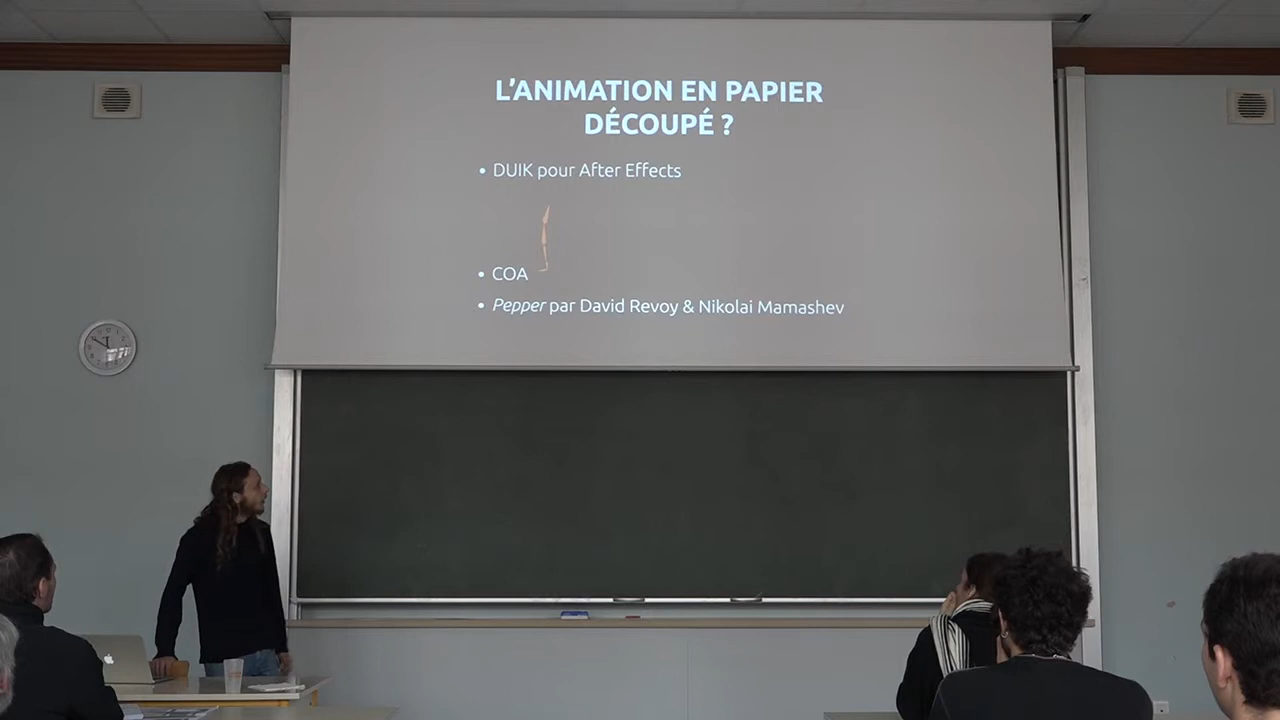 L'ANIMATION EN PAPIER
DÉCOUPÉ ?
• DUIK pour After Effects
• COA
• Pepper par David Revoy & Nikolai Mamashev